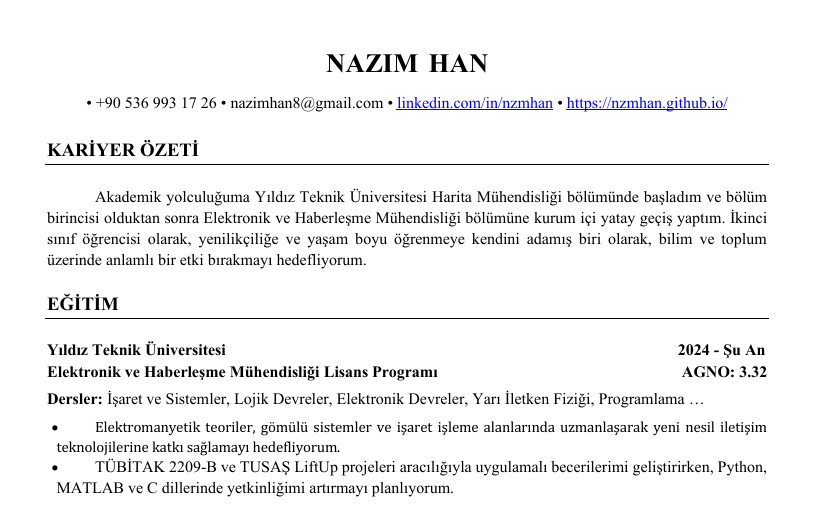 NAZIM HAN
• +90 536 993 17 26 • nazimhan8@gmail.com • linkedin.com/in/nzmhan • https://nzmhan.github.io/
KARİYER ÖZETİ
Akademik yolculuğuma Yıldız Teknik Üniversitesi Harita Mühendisliği bölümünde başladım ve bölüm
birincisi olduktan sonra Elektronik ve Haberleşme Mühendisliği bölümüne kurum içi yatay geçiş yaptım. İkinci
sınıf öğrencisi olarak, yenilikçiliğe ve yaşam boyu öğrenmeye kendini adamış biri olarak, bilim ve toplum
üzerinde anlamlı bir etki bırakmayı hedefliyorum.
EĞİTİM
Yıldız Teknik Üniversitesi 2024 - Şu An
Elektronik ve Haberleşme Mühendisliği Lisans Programı AGNO: 3.32
Dersler: İşaret ve Sistemler, Lojik Devreler, Elektronik Devreler, Yarı İletken Fiziği, Programlama …
• Elektromanyetik teoriler, gömülü sistemler ve işaret işleme alanlarında uzmanlaşarak yeni nesil iletişim
teknolojilerine katkı sağlamayı hedefliyorum.
• TÜBİTAK 2209-B ve TUSAŞ LiftUp projeleri aracılığıyla uygulamalı becerilerimi geliştirirken, Python,
MATLAB ve C dillerinde yetkinliğimi artırmayı planlıyorum.